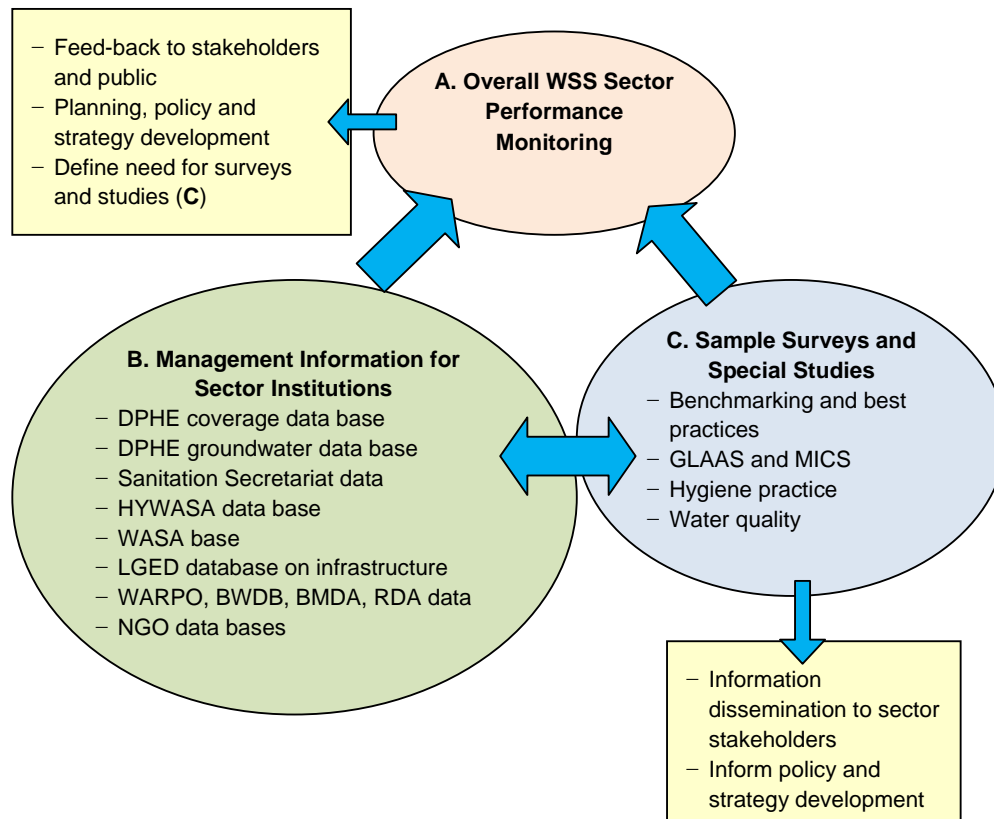 – Feed-back to stakeholders
and public
– Planning, policy and
strategy development
– Define need for surveys
and studies (C)
A. Overall WSS Sector
Performance
Monitoring
B. Management Information for
Sector Institutions
– DPHE coverage data base
– DPHE groundwater data base
– Sanitation Secretariat data
– HYWASA data base
– WASA base
– LGED database on infrastructure
– WARPO, BWDB, BMDA, RDA data
– NGO data bases
C. Sample Surveys and
Special Studies
– Benchmarking and best
practices
– GLAAS and MICS
– Hygiene practice
– Water quality
– Information
dissemination to sector
stakeholders
– Inform policy and
strategy development